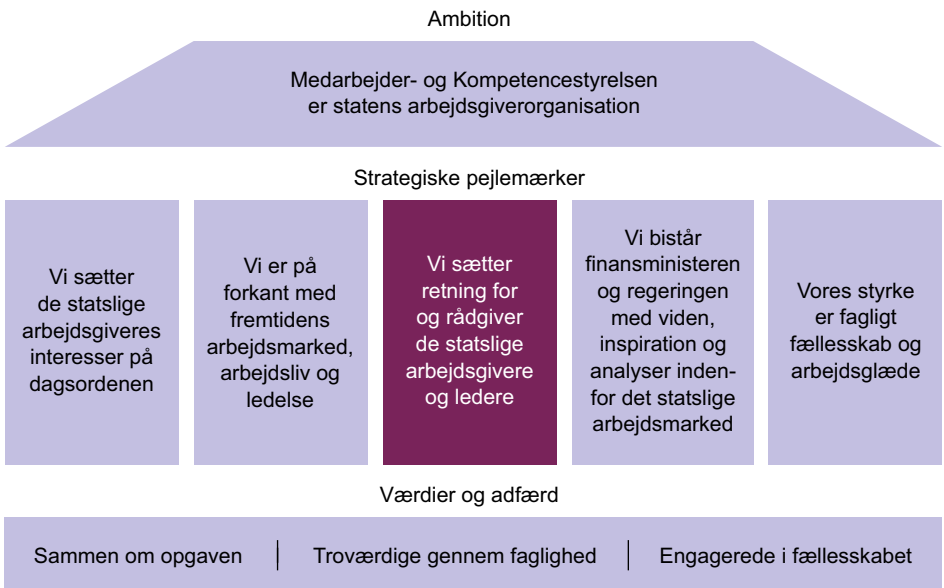 Ambition
Medarbejder- og Kompetencestyrelsen
er statens arbejdsgiverorganisation
Strategiske pejlemærker
Vi sætter
de statslige
arbejdsgiveres
interesser på
dagsordenen
Vi er på
forkant med
fremtidens
arbejdsmarked,
arbejdsliv og
ledelse
Vi sætter
retning for
og rådgiver
de statslige
arbejdsgivere
og ledere
Vi bistår
finansministeren
og regeringen
med viden,
inspiration og
analyser inden-
for det statslige
arbejdsmarked
Vores styrke
er fagligt
fællesskab og
arbejdsglæde
Værdier og adfærd
Sammen om opgaven | Troværdige gennem faglighed | Engagerede i fællesskabet